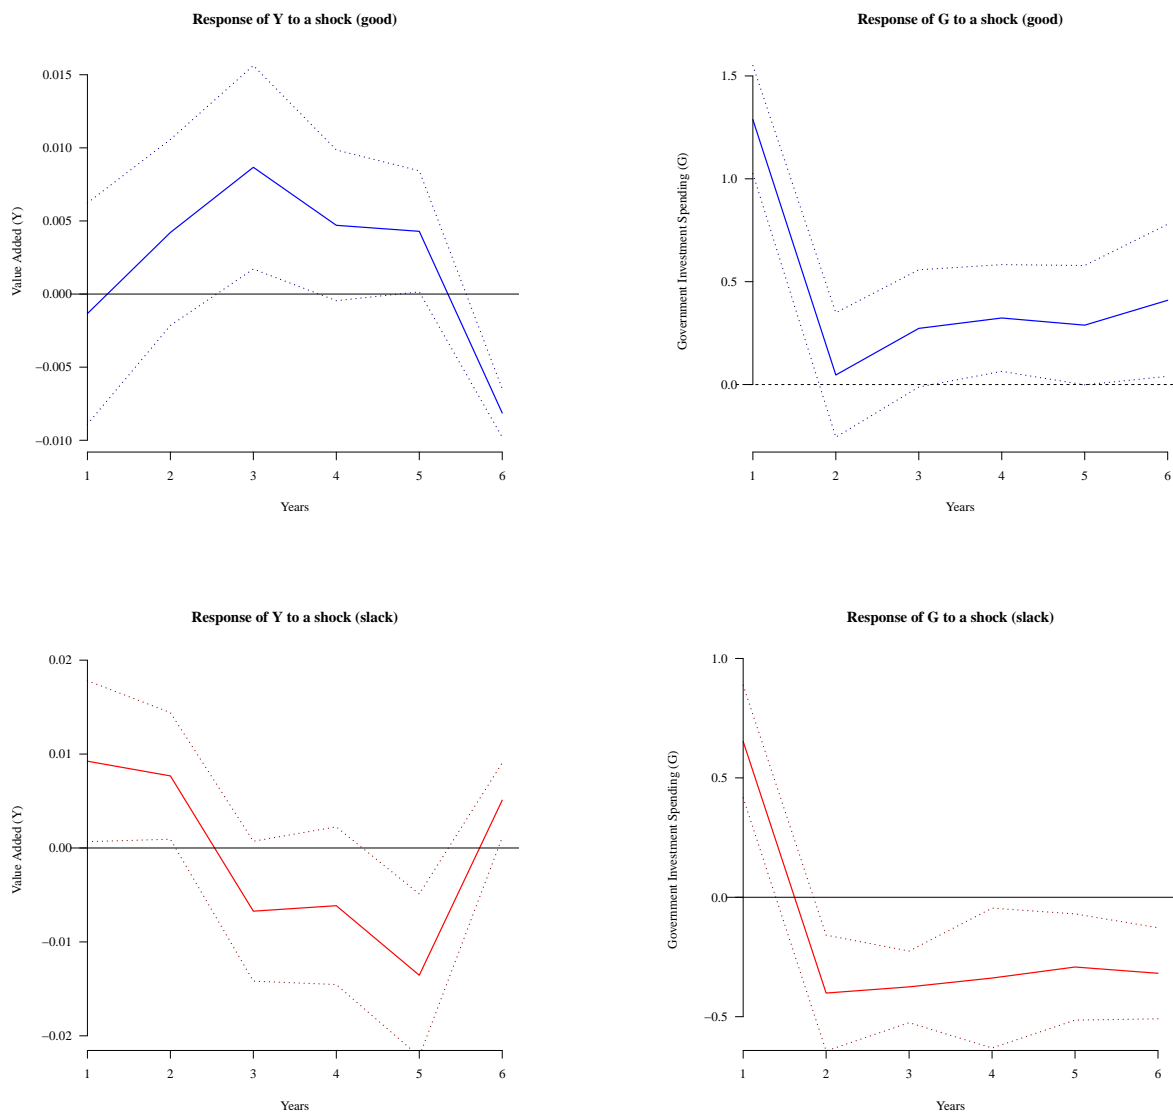 Response of Y to a shock (good)
Value Added (Y)
0.015
0.010
0.005
0.000
−0.005
−0.010
1 2 3 4 5 6
Years
Response of G to a shock (good)
Government Investment Spending (G)
1.5
1.0
0.5
0.0
1 2 3 4 5 6
Years
Response of Y to a shock (slack)
Value Added (Y)
0.02
0.01
0.00
−0.01
−0.02
1 2 3 4 5 6
Years
Response of G to a shock (slack)
Government Investment Spending (G)
1.0
0.5
0.0
−0.5
1 2 3 4 5 6
Years